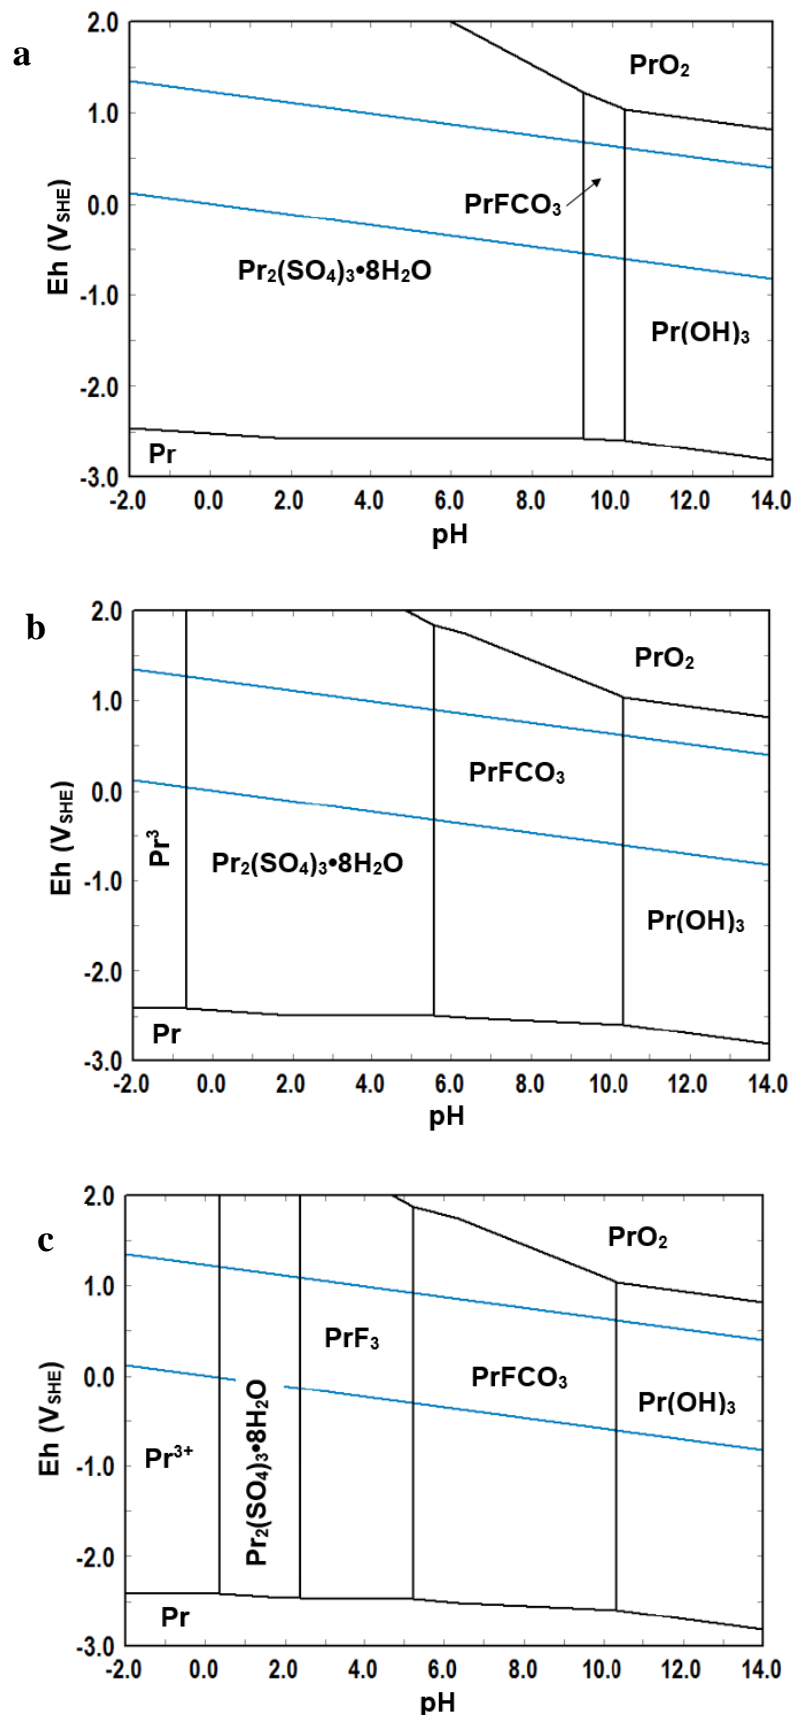 a
2.0
1.0
0.0
-1.0
-2.0
-3.0
Eh (V_SHE)
PrO₂
PrFCO₃
Pr₂(SO₄)₃•8H₂O
Pr(OH)₃
Pr
-2.0 0.0 2.0 4.0 6.0 8.0 10.0 12.0 14.0
pH
b
2.0
1.0
0.0
-1.0
-2.0
-3.0
Eh (V_SHE)
PrO₂
PrFCO₃
Pr³
Pr₂(SO₄)₃•8H₂O
Pr(OH)₃
Pr
-2.0 0.0 2.0 4.0 6.0 8.0 10.0 12.0 14.0
pH
c
2.0
1.0
0.0
-1.0
-2.0
-3.0
Eh (V_SHE)
PrO₂
PrF₃
PrFCO₃
Pr(OH)₃
Pr³⁺
Pr₂(SO₄)₃•8H₂O
Pr
-2.0 0.0 2.0 4.0 6.0 8.0 10.0 12.0 14.0
pH